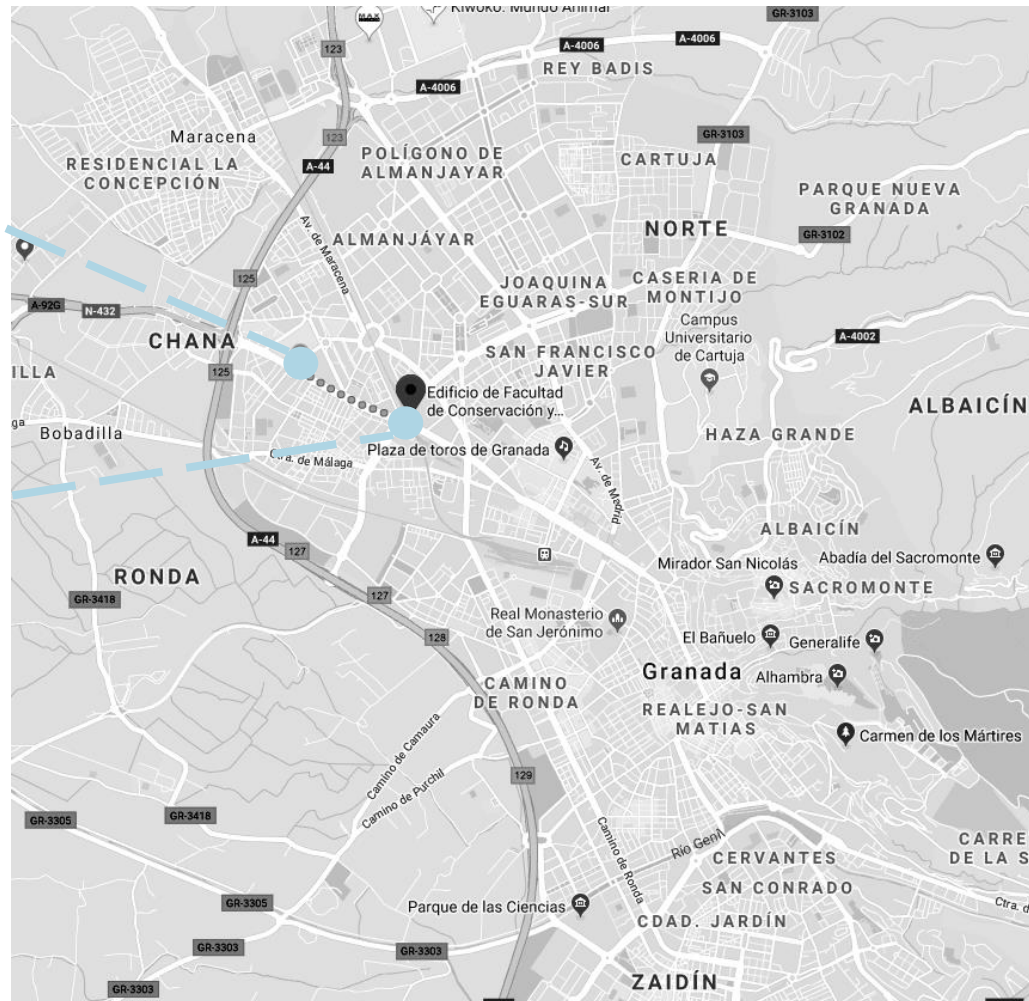 Kiwoko: Mundo Animal
MAX
GR-3103
123
A-4006
A-4006
REY BADIS
A-4006
Maracena
123
GR-3103
A-44
POLÍGONO DE
ALMANJAYAR
CARTUJA
RESIDENCIAL LA
CONCEPCIÓN
PARQUE NUEVA
GRANADA
NORTE
GR-3102
Av. de Maracena
ALMANJÁYAR
125
JOAQUINA
EGUARAS-SUR
CASERIA DE
MONTIJO
A-92G
N-432
Campus
Universitario
de Cartuja
A-4002
CHANA
SAN FRANCISCO
JAVIER
125
ILLA
Edificio de Facultad
de Conservación y...
ALBAICÍN
ga
Bobadilla
HAZA GRANDE
Plaza de toros de Granada
Ctra. de Málaga
Av. de Madrid
ALBAICÍN
A-44
127
Mirador San Nicolás
Abadía del Sacromonte
RONDA
SACROMONTE
GR-3418
127
Real Monasterio
de San Jerónimo
128
El Bañuelo
Generalife
Granada
Alhambra
CAMINO
DE RONDA
REALEJO-SAN
MATIAS
Carmen de los Mártires
Camino de Camaura
129
Camino de Purchil
GR-3418
GR-3305
Camino de Ronda
Río Genil
CERVANTES
CARRE
DE LA S
SAN CONRADO
GR-3305
Parque de las Ciencias
Ctra. d
CDAD. JARDÍN
GR-3303
GR-3303
ZAIDÍN
GR-3303